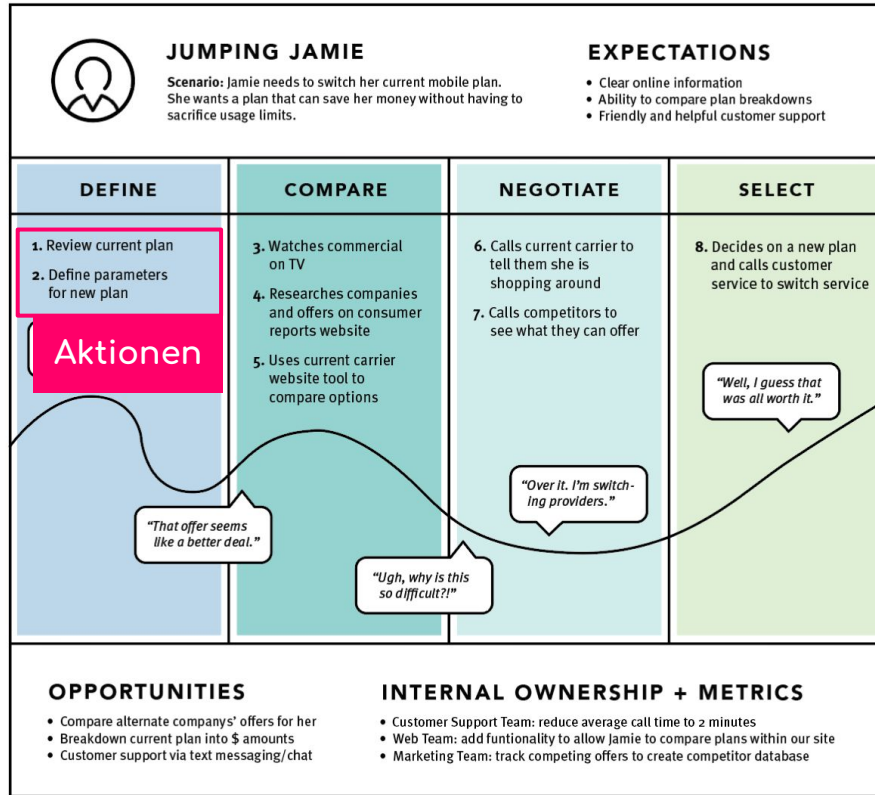 JUMPING JAMIE
Scenario: Jamie needs to switch her current mobile plan.
She wants a plan that can save her money without having to
sacrifice usage limits.
EXPECTATIONS
• Clear online information
• Ability to compare plan breakdowns
• Friendly and helpful customer support
DEFINE
COMPARE
NEGOTIATE
SELECT
1. Review current plan
2. Define parameters
for new plan
Aktionen
3. Watches commercial
on TV
4. Researches companies
and offers on consumer
reports website
5. Uses current carrier
website tool to
compare options
6. Calls current carrier to
tell them she is
shopping around
7. Calls competitors to
see what they can offer
8. Decides on a new plan
and calls customer
service to switch service
"Well, I guess that
was all worth it."
"That offer seems
like a better deal."
"Over it. I'm switch-
ing providers."
"Ugh, why is this
so difficult?!"
OPPORTUNITIES
• Compare alternate companys' offers for her
• Breakdown current plan into $ amounts
• Customer support via text messaging/chat
INTERNAL OWNERSHIP + METRICS
• Customer Support Team: reduce average call time to 2 minutes
• Web Team: add funtionality to allow Jamie to compare plans within our site
• Marketing Team: track competing offers to create competitor database